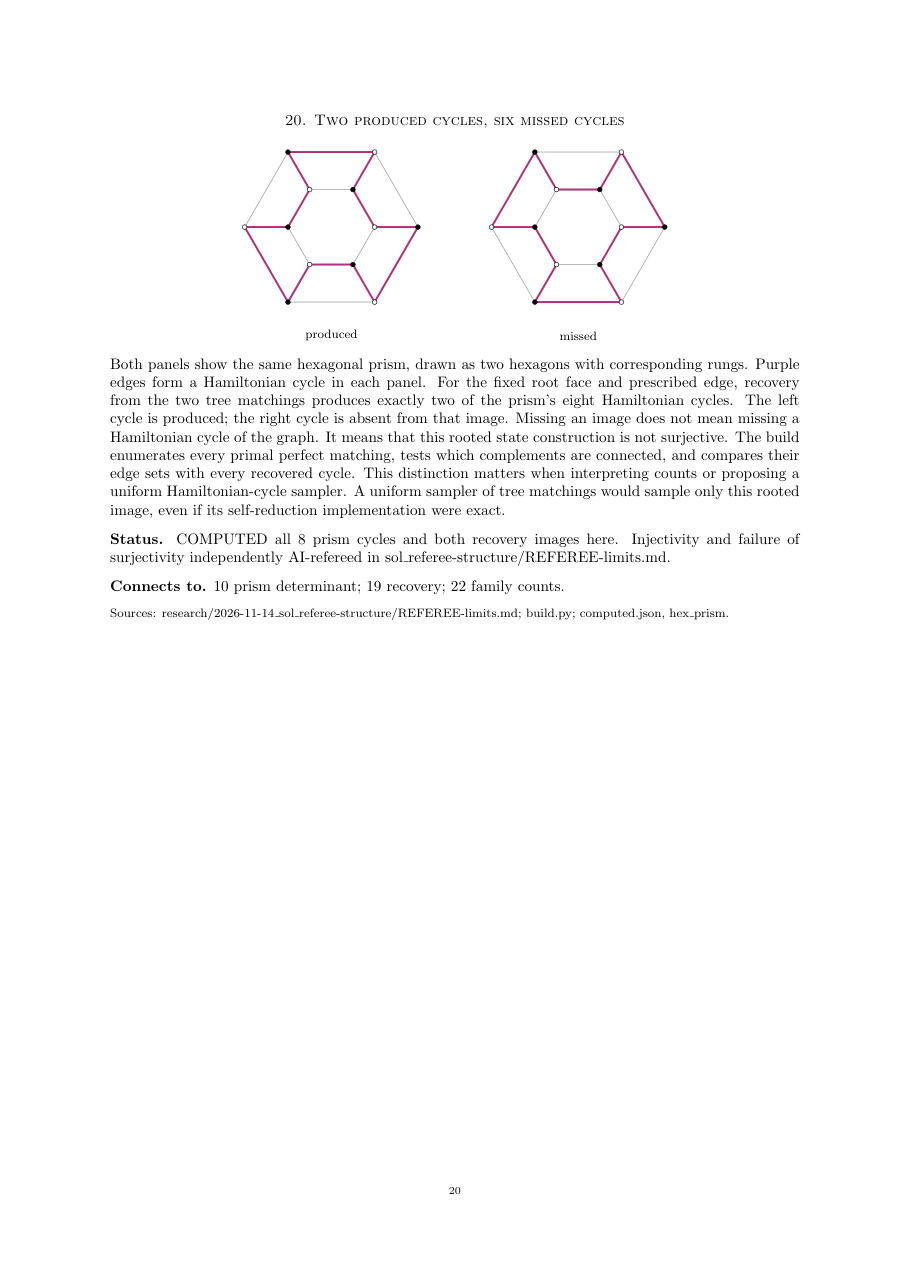 20. Two produced cycles, six missed cycles
produced
missed
Both panels show the same hexagonal prism, drawn as two hexagons with corresponding rungs. Purple
edges form a Hamiltonian cycle in each panel. For the fixed root face and prescribed edge, recovery
from the two tree matchings produces exactly two of the prism's eight Hamiltonian cycles. The left
cycle is produced; the right cycle is absent from that image. Missing an image does not mean missing a
Hamiltonian cycle of the graph. It means that this rooted state construction is not surjective. The build
enumerates every primal perfect matching, tests which complements are connected, and compares their
edge sets with every recovered cycle. This distinction matters when interpreting counts or proposing a
uniform Hamiltonian-cycle sampler. A uniform sampler of tree matchings would sample only this rooted
image, even if its self-reduction implementation were exact.
Status. COMPUTED all 8 prism cycles and both recovery images here. Injectivity and failure of
surjectivity independently AI-refereed in sol_referee-structure/REFEREE-limits.md.
Connects to. 10 prism determinant; 19 recovery; 22 family counts.
Sources: research/2026-11-14_sol_referee-structure/REFEREE-limits.md; build.py; computed.json, hex_prism.
20